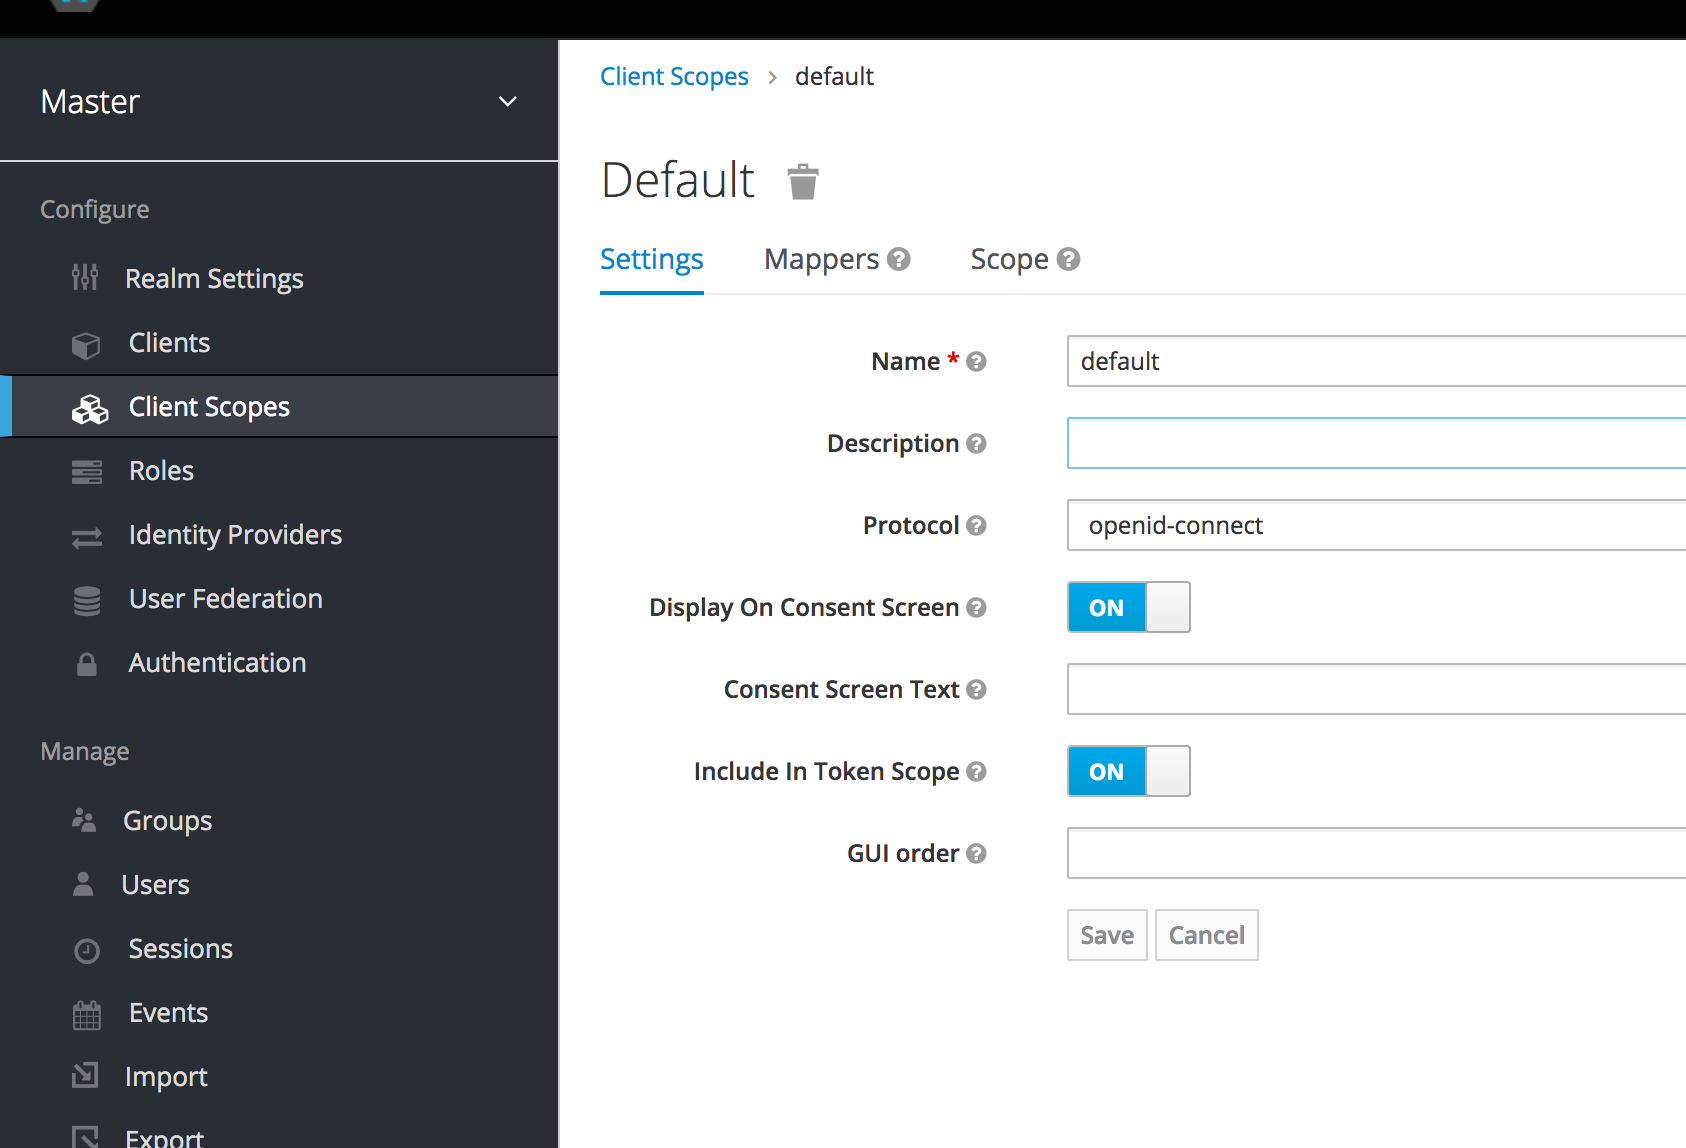 Master
Configure
Realm Settings
Clients
Client Scopes
Roles
Identity Providers
User Federation
Authentication
Manage
Groups
Users
Sessions
Events
Import
Export
Client Scopes > default
Default
Settings Mappers ? Scope ?
Name * ? default
Description ?
Protocol ? openid-connect
Display On Consent Screen ? ON
Consent Screen Text ?
Include In Token Scope ? ON
GUI order ?
Save Cancel